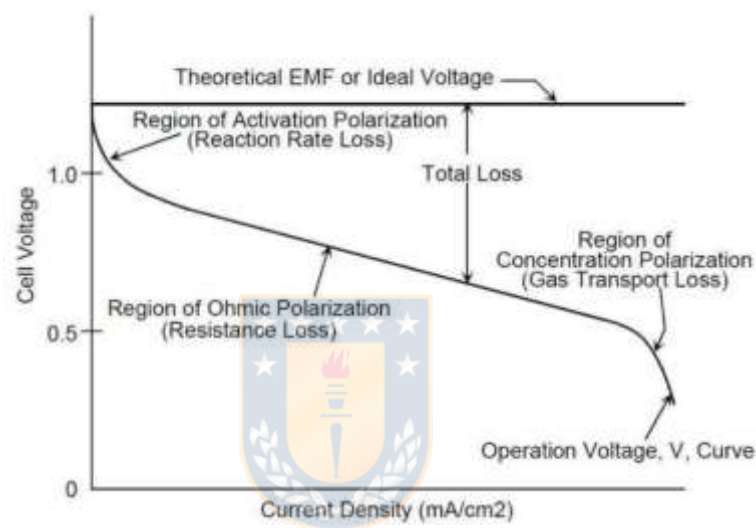 Theoretical EMF or Ideal Voltage
Region of Activation Polarization
(Reaction Rate Loss)
1.0
Total Loss
Cell Voltage
Region of
Concentration Polarization
(Gas Transport Loss)
Region of Ohmic Polarization
(Resistance Loss)
0.5
Operation Voltage, V, Curve
0
Current Density (mA/cm2)